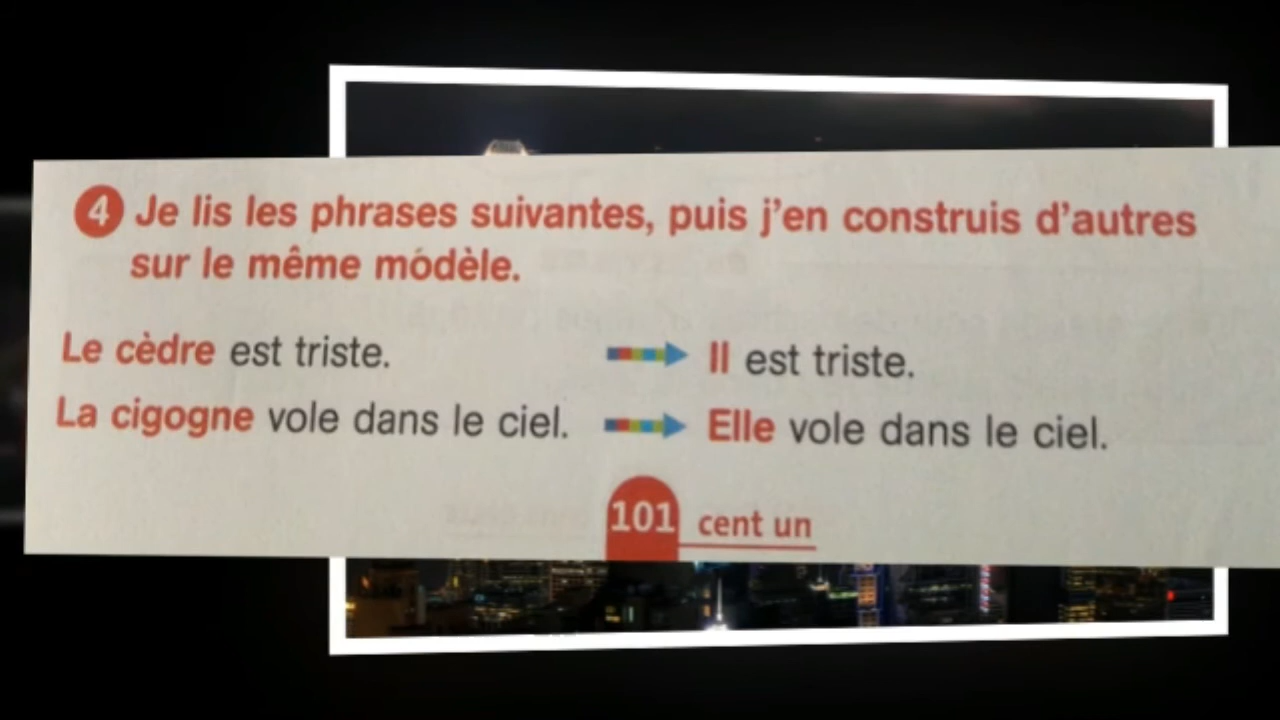 4 Je lis les phrases suivantes, puis j'en construis d'autres
sur le même módèle.
Le cèdre est triste. Il est triste.
La cigogne vole dans le ciel. Elle vole dans le ciel.
101 cent un